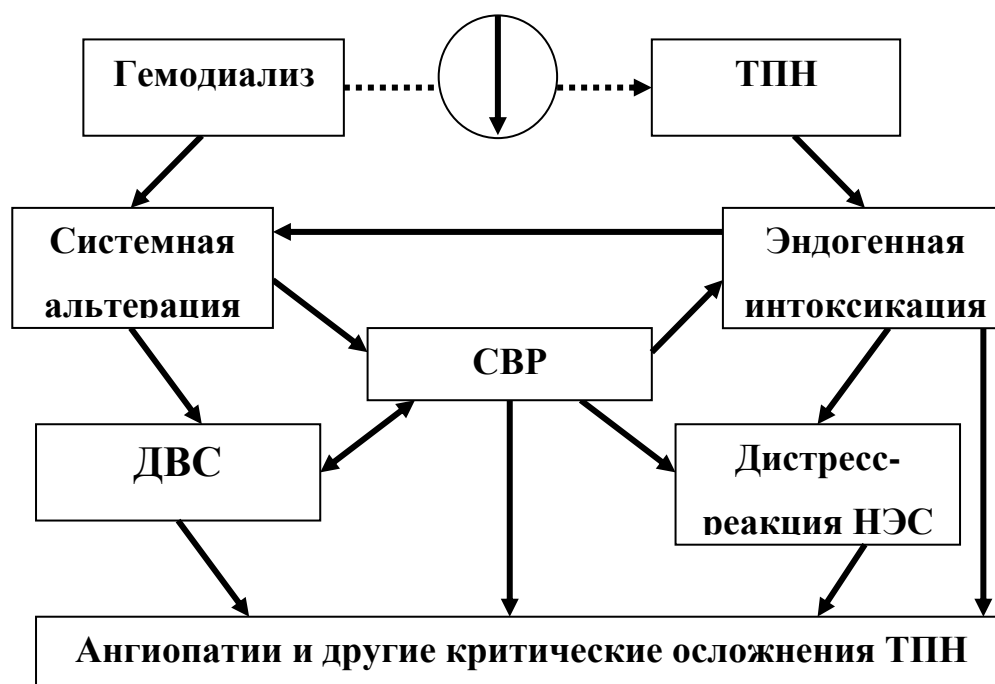 Гемодиализ
ТПН
Системная
альтерация
Эндогенная
интоксикация
СВР
ДВС
Дистресс-
реакция НЭС
Ангиопатии и другие критические осложнения ТПН